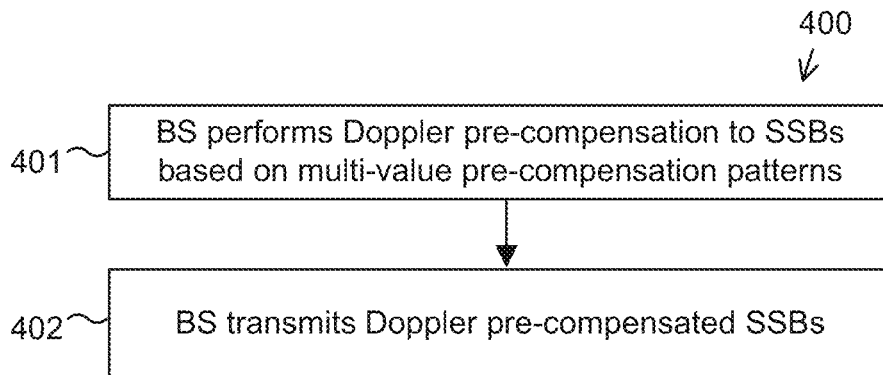 400
401
BS performs Doppler pre-compensation to SSBs
based on multi-value pre-compensation patterns
402
BS transmits Doppler pre-compensated SSBs